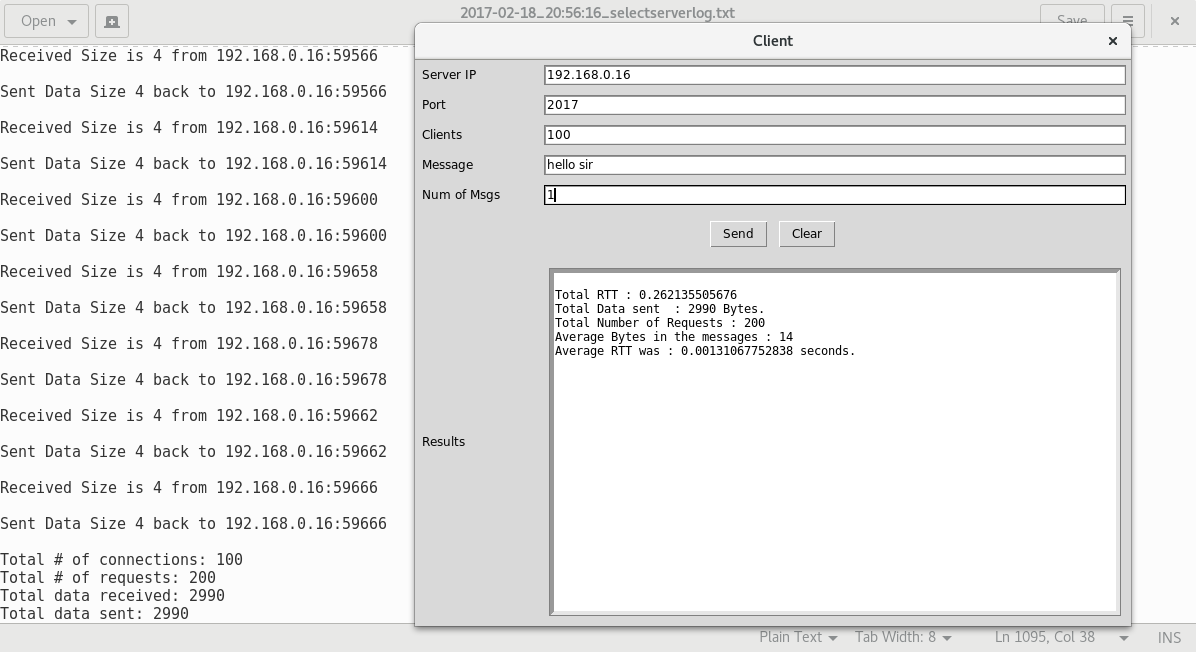 Open
2017-02-18_20:56:16_selectserverlog.txt
Save
Received Size is 4 from 192.168.0.16:59566
Sent Data Size 4 back to 192.168.0.16:59566
Received Size is 4 from 192.168.0.16:59614
Sent Data Size 4 back to 192.168.0.16:59614
Received Size is 4 from 192.168.0.16:59600
Sent Data Size 4 back to 192.168.0.16:59600
Received Size is 4 from 192.168.0.16:59658
Sent Data Size 4 back to 192.168.0.16:59658
Received Size is 4 from 192.168.0.16:59678
Sent Data Size 4 back to 192.168.0.16:59678
Received Size is 4 from 192.168.0.16:59662
Sent Data Size 4 back to 192.168.0.16:59662
Received Size is 4 from 192.168.0.16:59666
Sent Data Size 4 back to 192.168.0.16:59666
Total # of connections: 100
Total # of requests: 200
Total data received: 2990
Total data sent: 2990
Client
Server IP 192.168.0.16
Port 2017
Clients 100
Message hello sir
Num of Msgs 1
Send Clear
Results
Total RTT : 0.262135505676
Total Data sent  : 2990 Bytes.
Total Number of Requests : 200
Average Bytes in the messages : 14
Average RTT was : 0.00131067752838 seconds.
Plain Text Tab Width: 8 Ln 1095, Col 38 INS